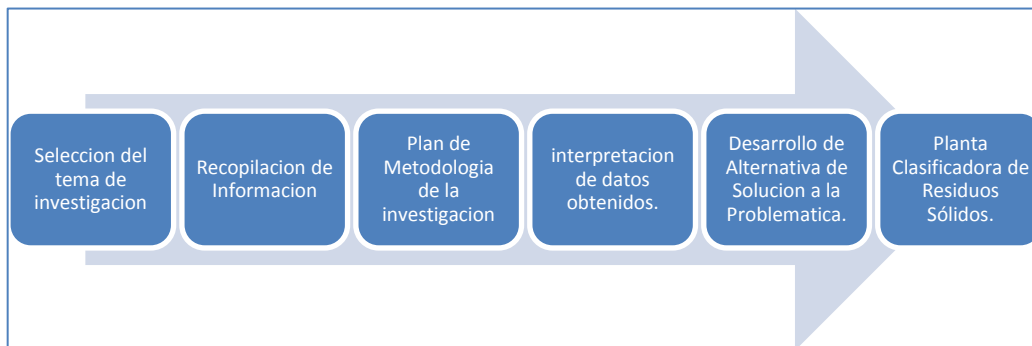 Seleccion del
tema de
investigacion
Recopilacion de
Informacion
Plan de
Metodologia
de la
investigacion
interpretacion
de datos
obtenidos.
Desarrollo de
Alternativa de
Solucion a la
Problematica.
Planta
Clasificadora de
Residuos
Sólidos.